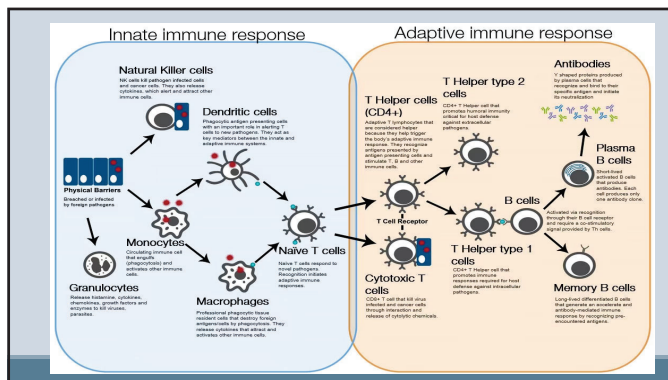 Innate immune response
Adaptive immune response
Natural Killer cells
NK cells kill pathogen infected cells
and cancer cells. They also release
cytokines, which alert and attract other
immune cells.
Dendritic cells
Phagocytic antigen presenting cells
with an important role in alerting T
cells to new pathogens. They act as
key mediators between the innate and
adaptive immune systems.
Physical Barriers
Breached or infected
by foreign pathogens
Monocytes
Circulating immune cell
that engulfs
(phagocytosis) and
activates other immune
cells.
Granulocytes
Release histamine, cytokines,
chemokines, growth factors and
enzymes to kill viruses,
parasites.
Macrophages
Professional phagocytic tissue
resident cells that destroy foreign
antigens/cells by phagocytosis. They
release cytokines that attract and
activates other immune cells.
Naïve T cells
Naive T cells respond to
novel pathogens.
Recognition initiates
adaptive immune
responses.
T Helper cells
(CD4+)
Adaptive T lymphocytes that
are considered helper
because they help trigger
the body's adaptive immune
response. They recognize
antigens presented by
antigen presenting cells and
stimulate T, B and other
immune cells.
T Helper type 2
cells
CD4+ T Helper cell that
promotes humoral immunity
critical for host defense
against extracellular
pathogens.
T Cell Receptor
Cytotoxic T
cells
CD8+ T cell that kill virus
infected and cancer cells
through interaction and
release of cytolytic chemicals.
T Helper type 1
cells
CD4+ T Helper cell that
promotes immune
responses required for host
defense against intracellular
pathogens.
B cells
Activated via recognition
through their B cell receptor
and require a co-stimulatory
signal provided by Th cells.
Antibodies
Y shaped proteins produced
by plasma cells that
recognize and bind to their
specific antigen and initiate
its neutralization
Plasma
B cells
Short-lived
activated B cells
that produce
antibodies. Each
cell produces only
one antibody clone.
Memory B cells
Long-lived differentiated B cells
that generate an accelerate and
antibody-mediated immune
response by recognizing pre-
encountered antigens.